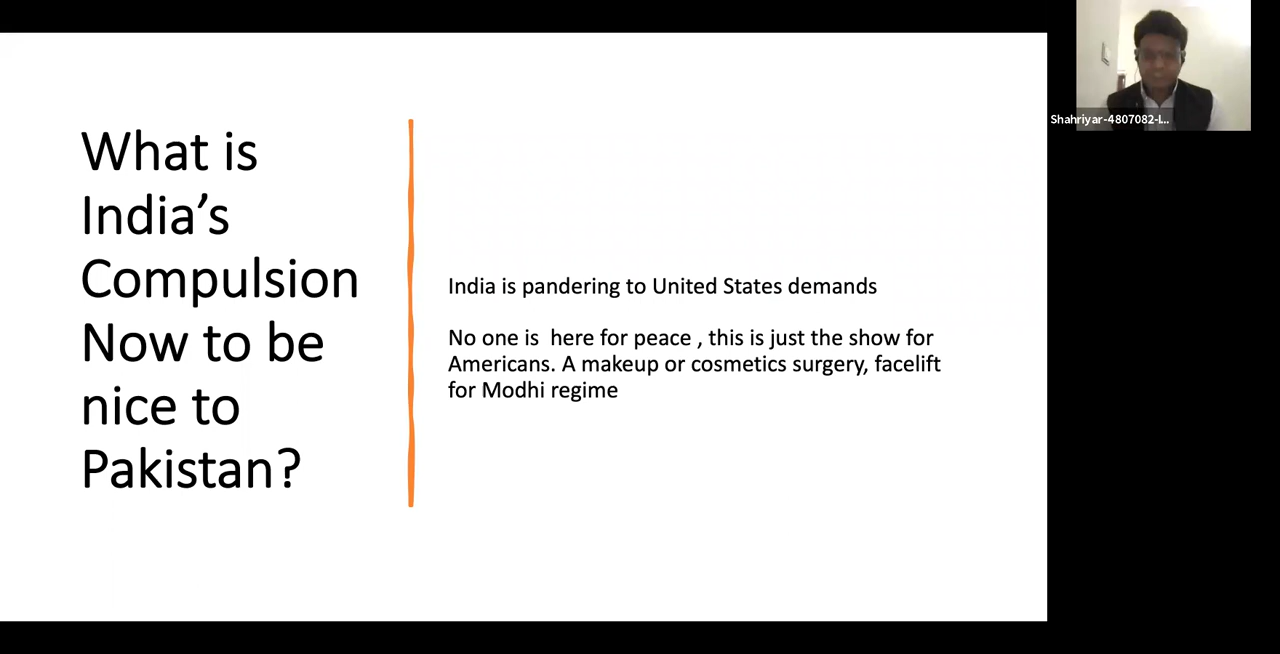 What is
India’s
Compulsion
Now to be
nice to
Pakistan?
India is pandering to United States demands
No one is  here for peace , this is just the show for
Americans. A makeup or cosmetics surgery, facelift
for Modhi regime
Shahriyar-4807082-I...